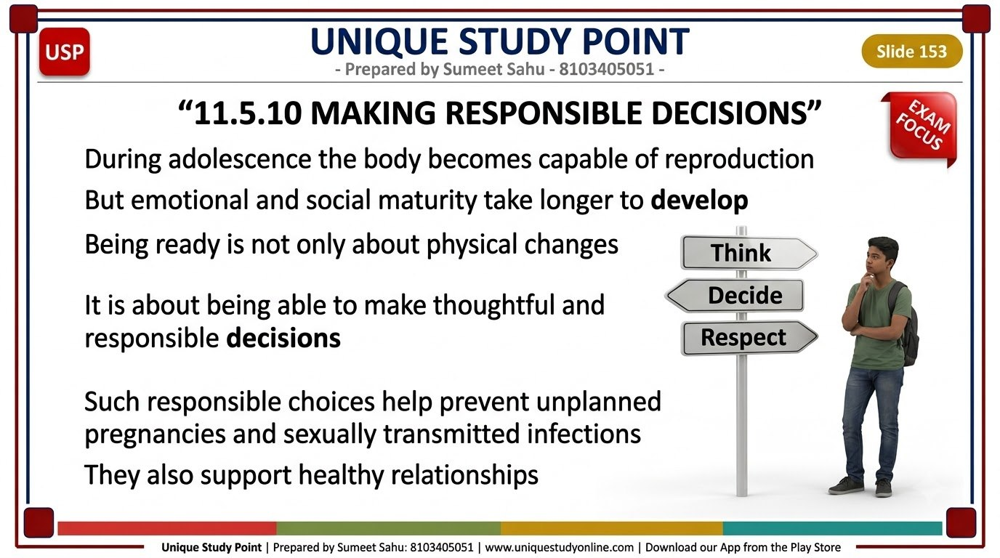 USP
UNIQUE STUDY POINT
- Prepared by Sumeet Sahu - 8103405051 -
Slide 153
“11.5.10 MAKING RESPONSIBLE DECISIONS”
EXAM
FOCUS
During adolescence the body becomes capable of reproduction
But emotional and social maturity take longer to develop
Being ready is not only about physical changes
It is about being able to make thoughtful and
responsible decisions
Think
Decide
Respect
Such responsible choices help prevent unplanned
pregnancies and sexually transmitted infections
They also support healthy relationships
Unique Study Point | Prepared by Sumeet Sahu: 8103405051 | www.uniquestudyonline.com | Download our App from the Play Store